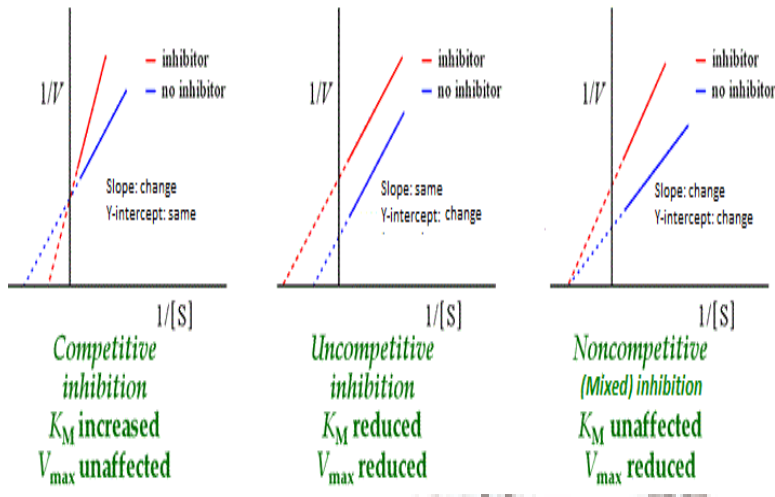 inhibitor
no inhibitor
1/V
Slope: change
Y-intercept: same
1/[S]
Competitive
inhibition
KM increased
Vmax unaffected
inhibitor
no inhibitor
1/V
Slope: same
Y-intercept: change
1/[S]
Uncompetitive
inhibition
KM reduced
Vmax reduced
inhibitor
no inhibitor
1/V
Slope: change
Y-intercept: change
1/[S]
Noncompetitive
(Mixed) inhibition
KM unaffected
Vmax reduced